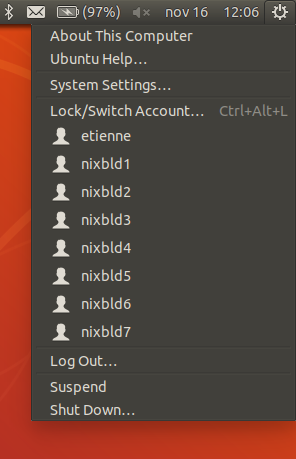 (97%) nov 16 12:06
About This Computer
Ubuntu Help…
System Settings…
Lock/Switch Account… Ctrl+Alt+L
etienne
nixbld1
nixbld2
nixbld3
nixbld4
nixbld5
nixbld6
nixbld7
Log Out…
Suspend
Shut Down…